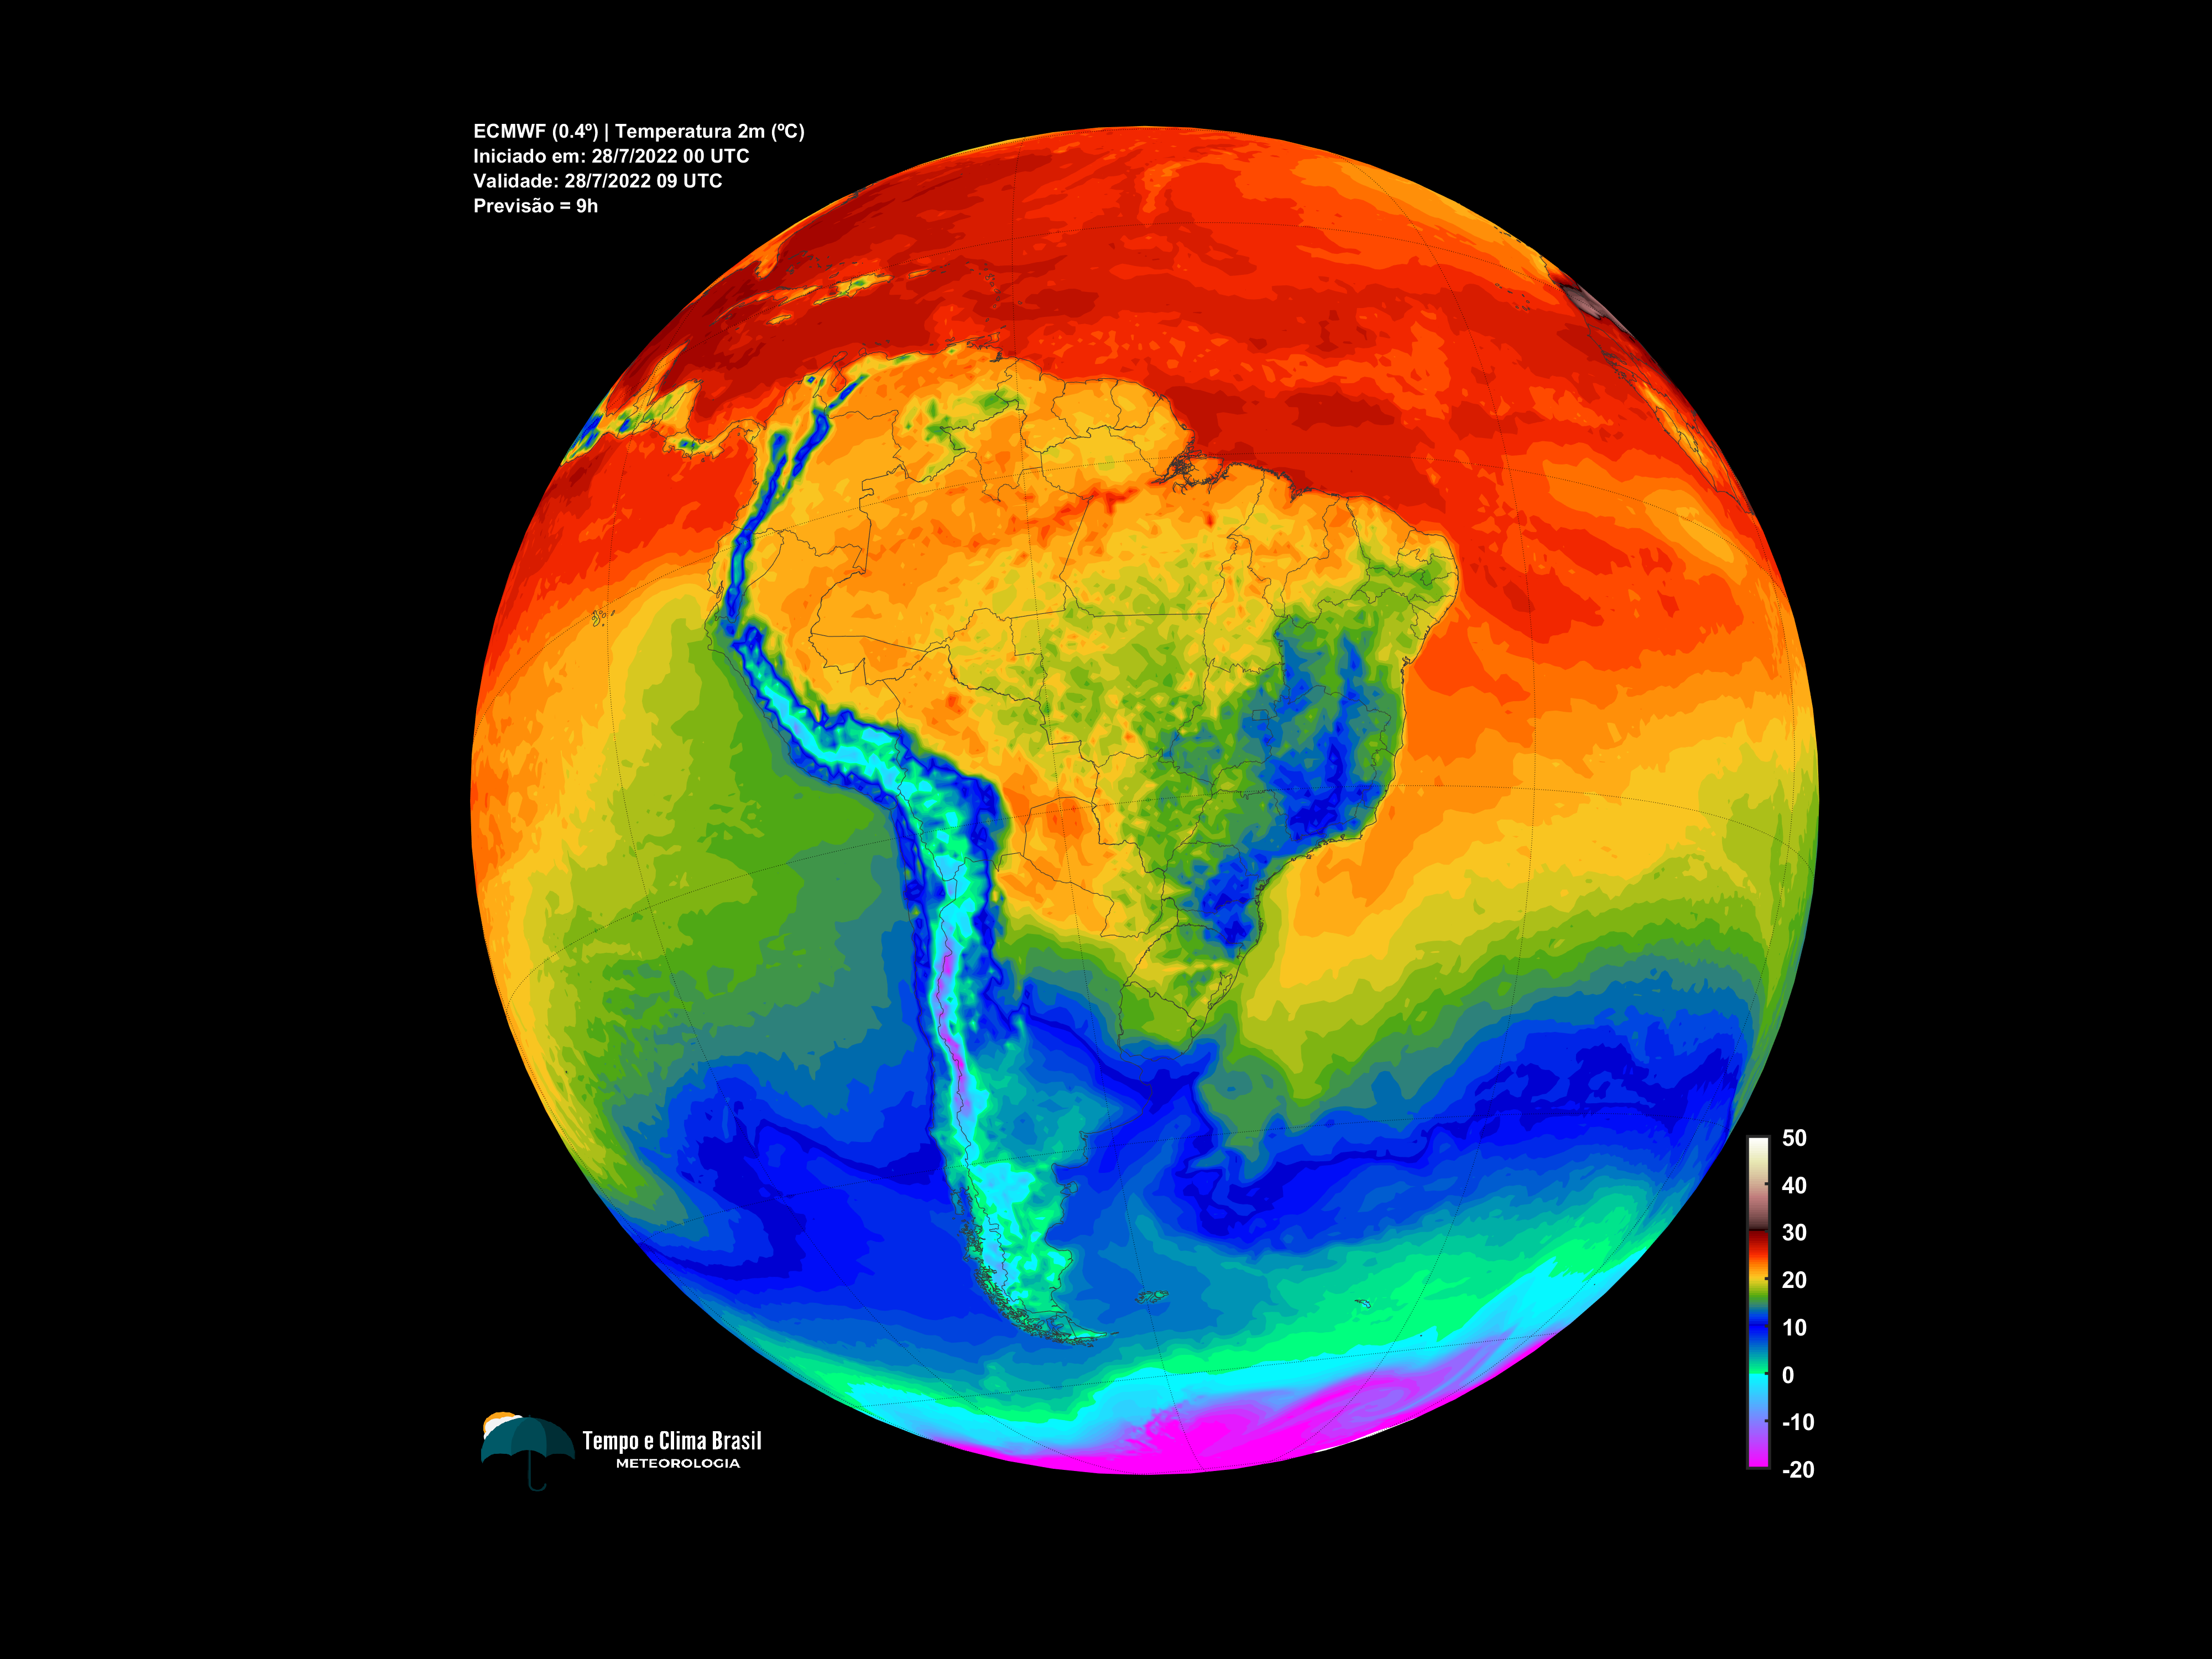 ECMWF (0.4º) | Temperatura 2m (ºC)
Iniciado em: 28/7/2022 00 UTC
Validade: 28/7/2022 09 UTC
Previsão = 9h
50
40
30
20
10
0
-10
-20
Tempo e Clima Brasil
METEOROLOGIA